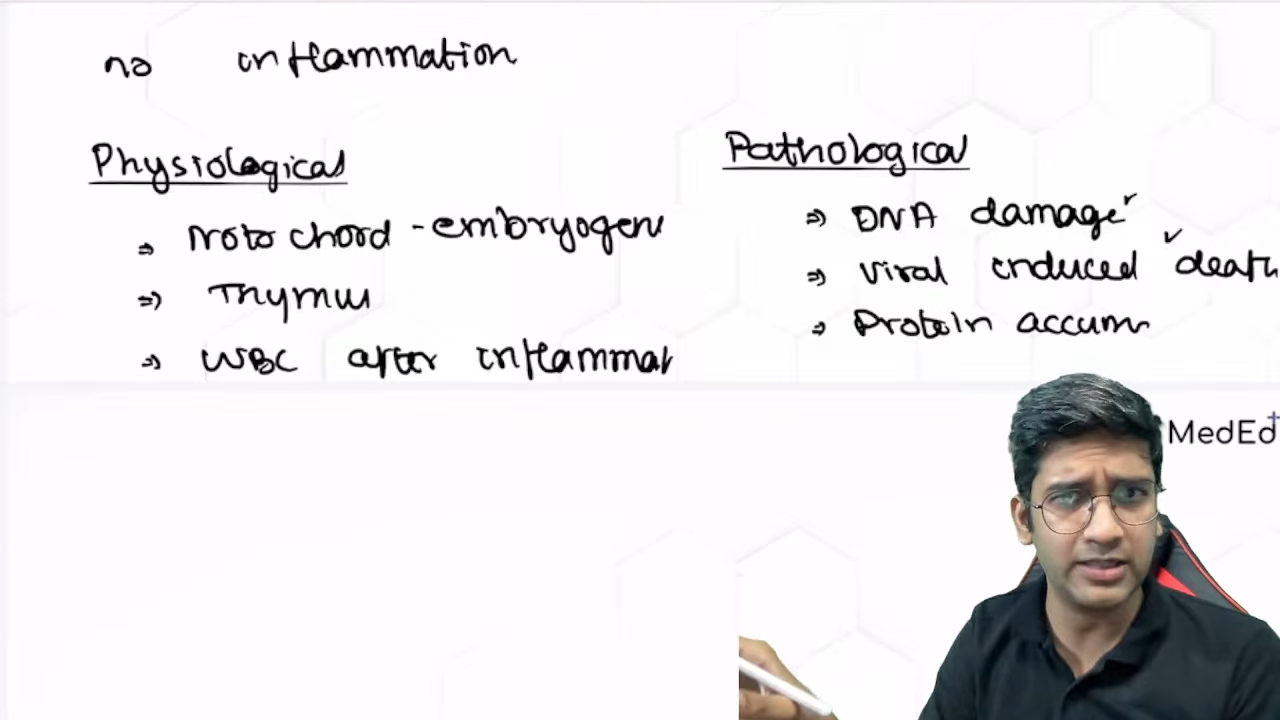 no inflammation
Physiological
⇒ Notochord - embryogen
⇒ Thymus
⇒ WBC after inflammat
Pathological
⇒ DNA damage ✓
⇒ Viral induced ✓ death
⇒ Protein accum
MedEd+